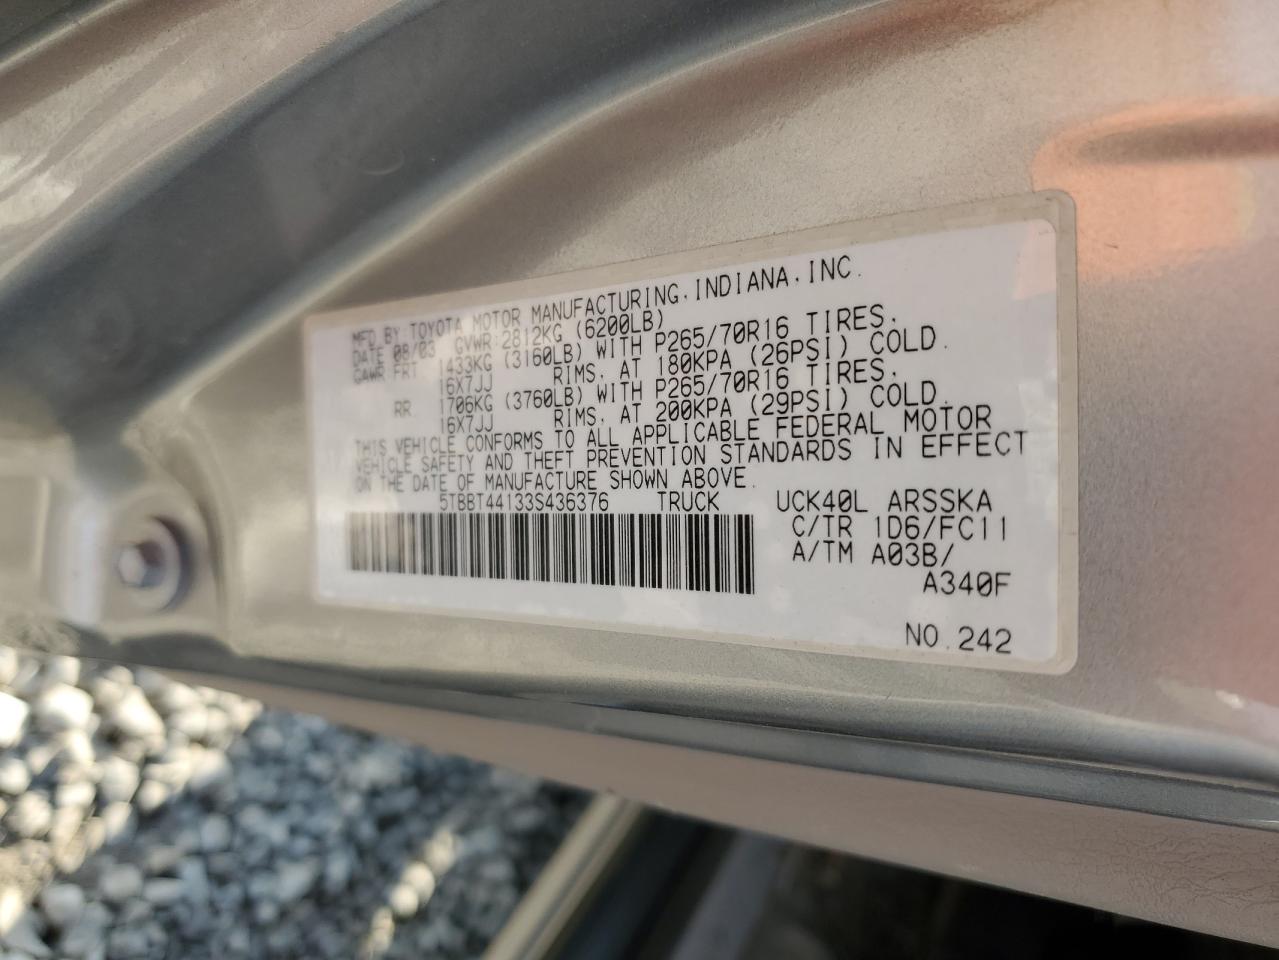 MFD.BY:TOYOTA MOTOR MANUFACTURING,INDIANA,INC.
DATE 08/03 GVWR:2812KG (6200LB)
GAWR FRT 1433KG (3160LB) WITH P265/70R16 TIRES.
16X7JJ RIMS, AT 180KPA (26PSI) COLD.
RR. 1706KG (3760LB) WITH P265/70R16 TIRES.
16X7JJ RIMS, AT 200KPA (29PSI) COLD.
THIS VEHICLE CONFORMS TO ALL APPLICABLE FEDERAL MOTOR
VEHICLE SAFETY AND THEFT PREVENTION STANDARDS IN EFFECT
ON THE DATE OF MANUFACTURE SHOWN ABOVE.
5TBBT44133S436376 TRUCK UCK40L ARSSKA
C/TR 1D6/FC11
A/TM A03B/
A340F
NO.242